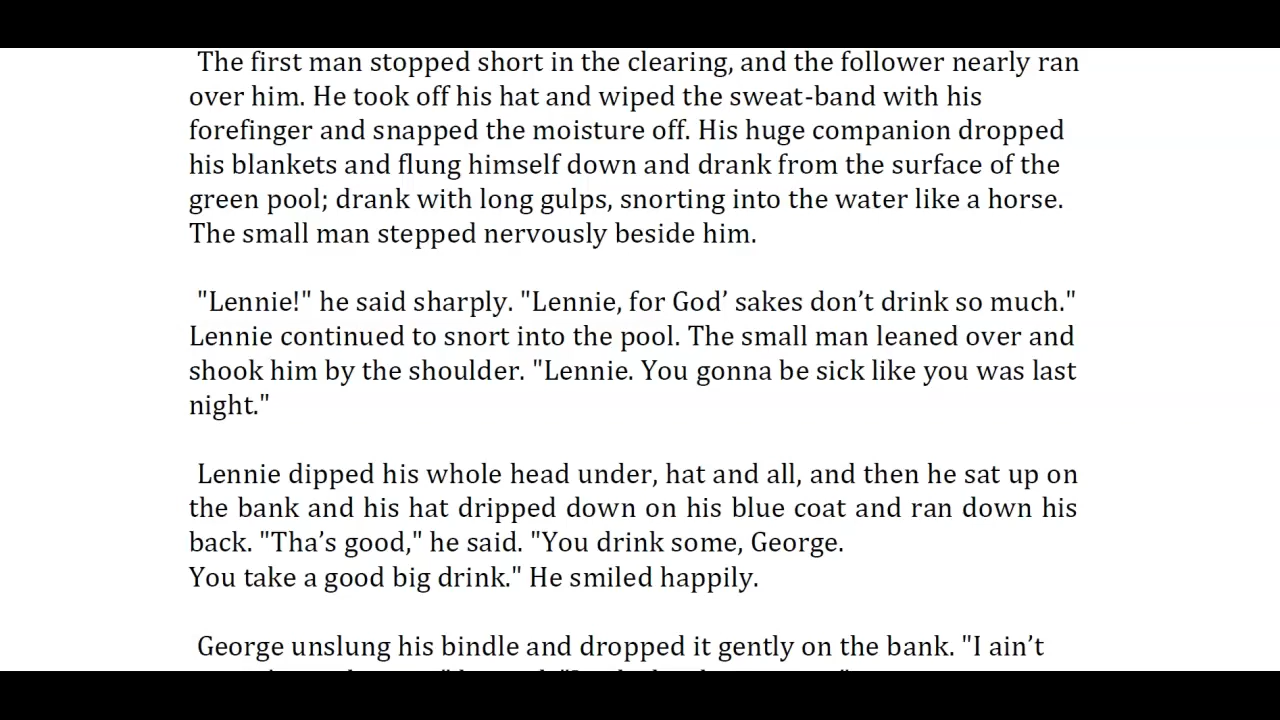 The first man stopped short in the clearing, and the follower nearly ran
over him. He took off his hat and wiped the sweat-band with his
forefinger and snapped the moisture off. His huge companion dropped
his blankets and flung himself down and drank from the surface of the
green pool; drank with long gulps, snorting into the water like a horse.
The small man stepped nervously beside him.
"Lennie!" he said sharply. "Lennie, for God’ sakes don’t drink so much."
Lennie continued to snort into the pool. The small man leaned over and
shook him by the shoulder. "Lennie. You gonna be sick like you was last
night."
Lennie dipped his whole head under, hat and all, and then he sat up on
the bank and his hat dripped down on his blue coat and ran down his
back. "Tha’s good," he said. "You drink some, George.
You take a good big drink." He smiled happily.
George unslung his bindle and dropped it gently on the bank. "I ain’t